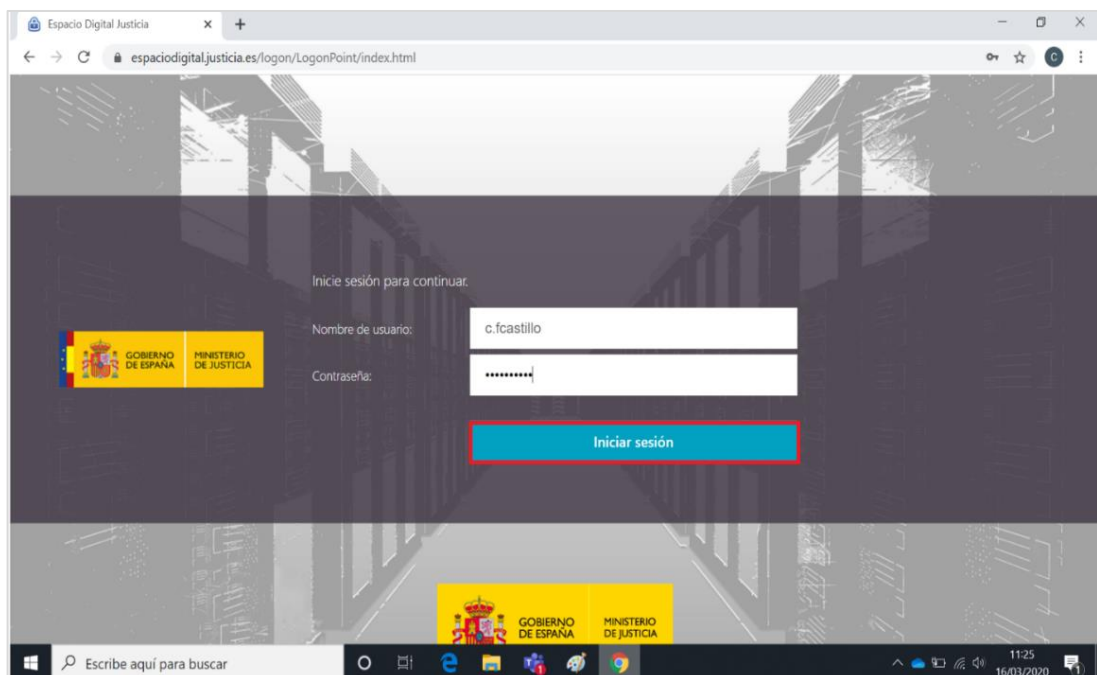 Espacio Digital Justicia
espaciodigital.justicia.es/logon/LogonPoint/index.html
C
Inicie sesión para continuar.
Nombre de usuario:
c.fcastillo
GOBIERNO
DE ESPAÑA
MINISTERIO
DE JUSTICIA
Contraseña:
••••••••••
Iniciar sesión
GOBIERNO
DE ESPAÑA
MINISTERIO
DE JUSTICIA
Escribe aquí para buscar
11:25
16/03/2020